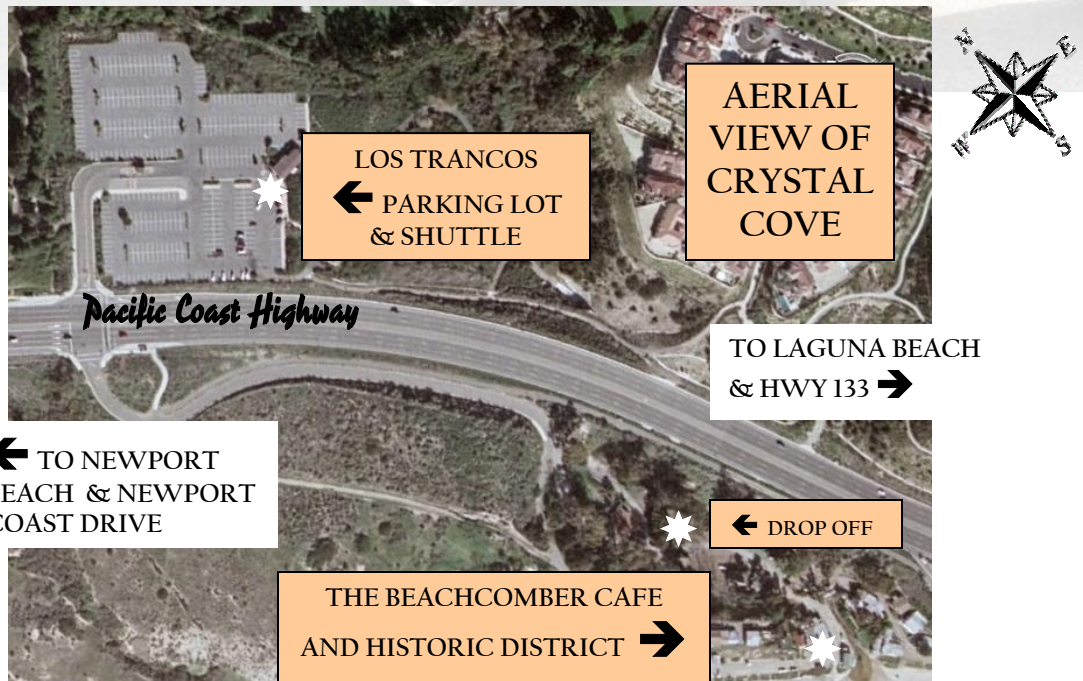 N E
AERIAL
VIEW OF
CRYSTAL
COVE
W S
LOS TRANCOS
← PARKING LOT
& SHUTTLE
Pacific Coast Highway
TO LAGUNA BEACH
& HWY 133 →
← TO NEWPORT
EACH & NEWPORT
COAST DRIVE
← DROP OFF
THE BEACHCOMBER CAFE
AND HISTORIC DISTRICT →